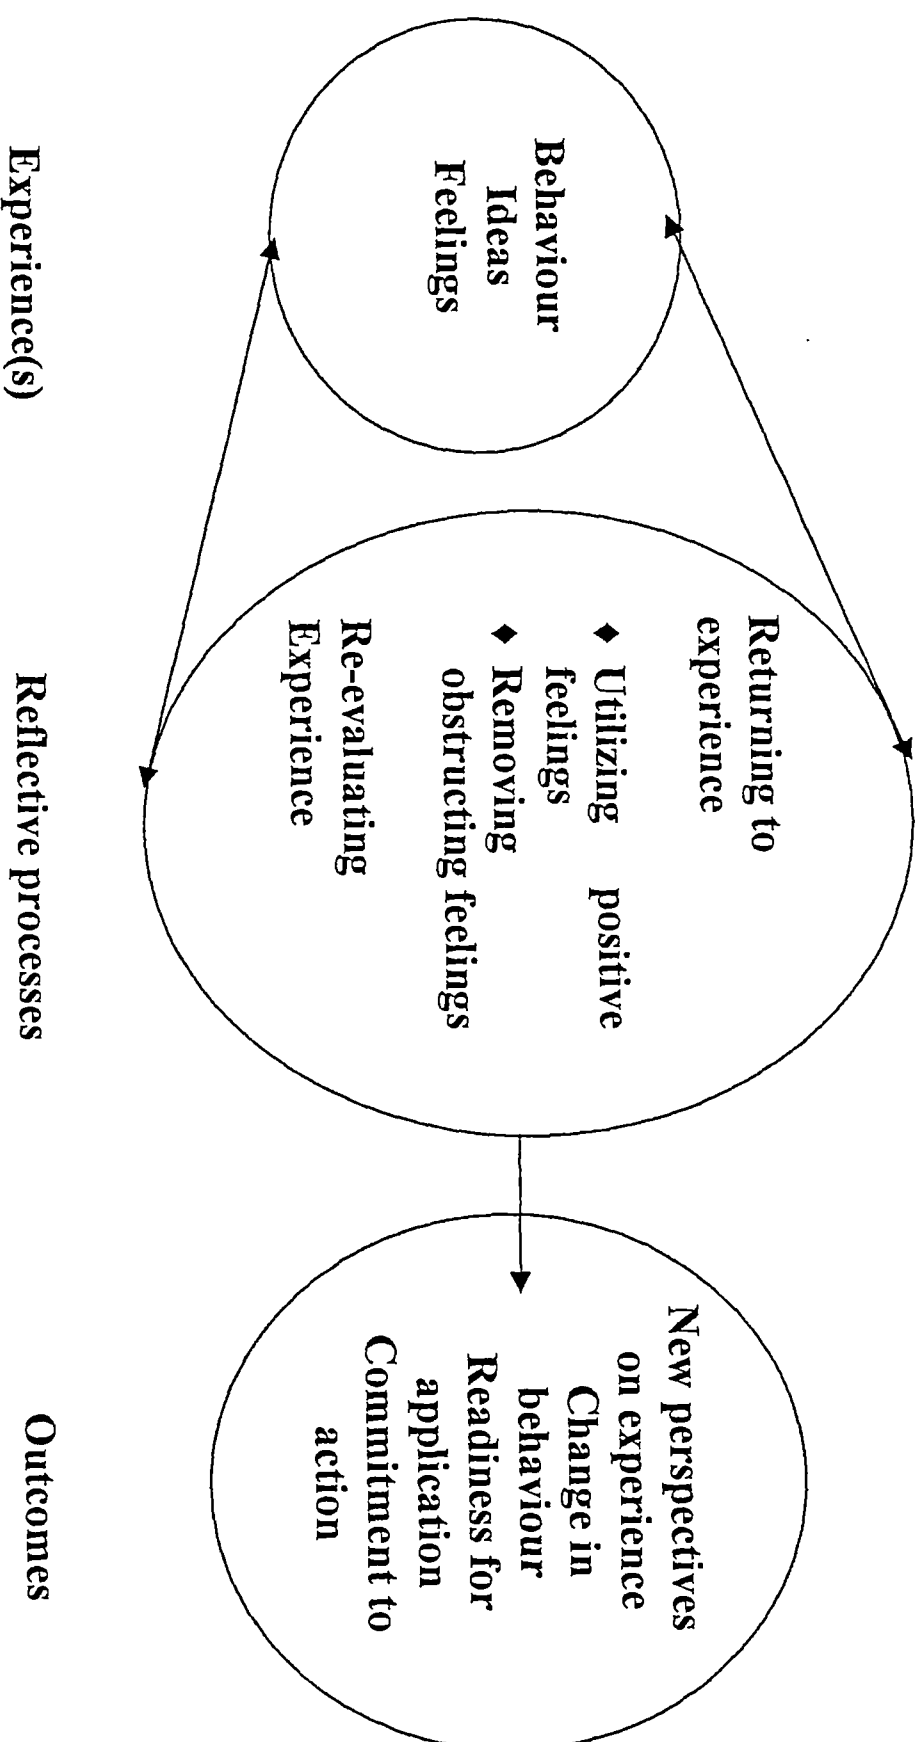 Behaviour
Ideas
Feelings
Returning to
experience
♦ Utilizing positive
feelings
♦ Removing
obstructing feelings
Re-evaluating
Experience
New perspectives
on experience
Change in
behaviour
Readiness for
application
Commitment to
action
Experience(s)
Reflective processes
Outcomes